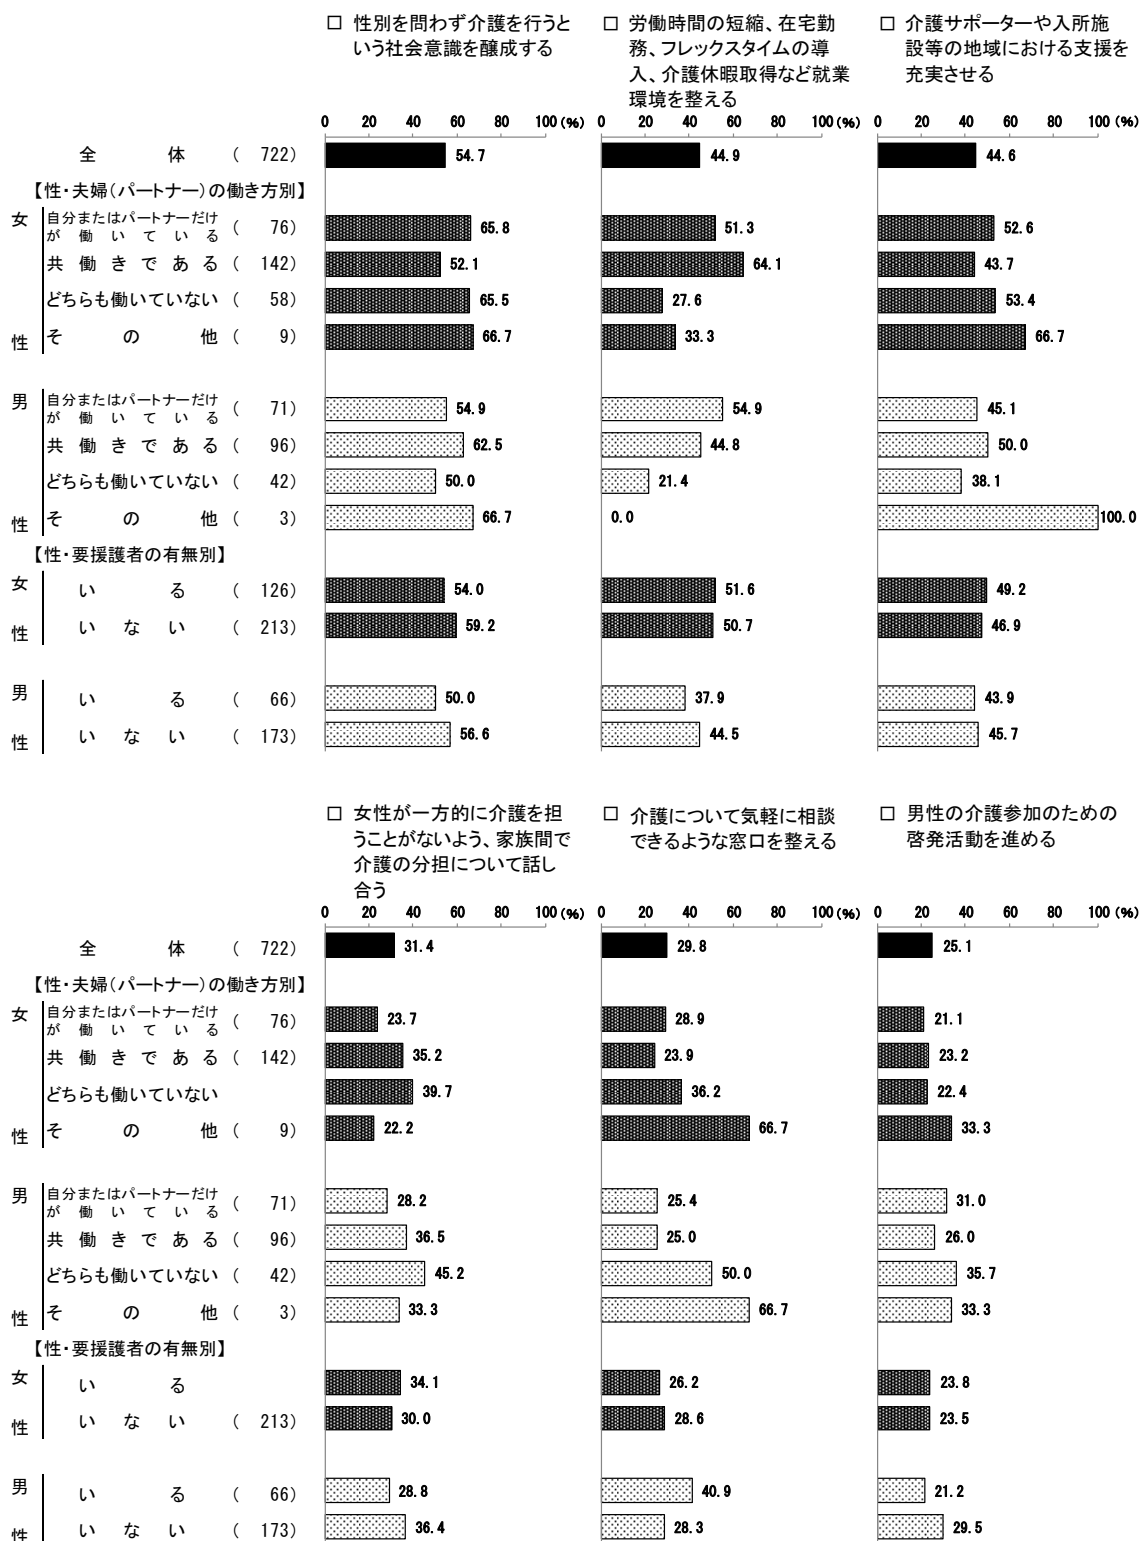 □ 性別を問わず介護を行うと
いう社会意識を醸成する
□ 労働時間の短縮、在宅勤
務、フレックスタイムの導
入、介護休暇取得など就業
環境を整える
□ 介護サポーターや入所施
設等の地域における支援を
充実させる
0 20 40 60 80 100 (%) 0 20 40 60 80 100 (%) 0 20 40 60 80 100 (%)
全体 ( 722) 54.7 44.9 44.6
【性・夫婦(パートナー)の働き方別】
女 自分またはパートナーだけ
が働いている ( 76) 65.8 51.3 52.6
共働きである ( 142) 52.1 64.1 43.7
どちらも働いていない ( 58) 65.5 27.6 53.4
性 その他 ( 9) 66.7 33.3 66.7
男 自分またはパートナーだけ
が働いている ( 71) 54.9 54.9 45.1
共働きである ( 96) 62.5 44.8 50.0
どちらも働いていない ( 42) 50.0 21.4 38.1
性 その他 ( 3) 66.7 0.0 100.0
【性・要援護者の有無別】
女 いる ( 126) 54.0 51.6 49.2
性 いない ( 213) 59.2 50.7 46.9
男 いる ( 66) 50.0 37.9 43.9
性 いない ( 173) 56.6 44.5 45.7
□ 女性が一方的に介護を担
うことがないよう、家族間で
介護の分担について話し
合う
□ 介護について気軽に相談
できるような窓口を整える
□ 男性の介護参加のための
啓発活動を進める
0 20 40 60 80 100 (%) 0 20 40 60 80 100 (%) 0 20 40 60 80 100 (%)
全体 ( 722) 31.4 29.8 25.1
【性・夫婦(パートナー)の働き方別】
女 自分またはパートナーだけ
が働いている ( 76) 23.7 28.9 21.1
共働きである ( 142) 35.2 23.9 23.2
どちらも働いていない 39.7 36.2 22.4
性 その他 ( 9) 22.2 66.7 33.3
男 自分またはパートナーだけ
が働いている ( 71) 28.2 25.4 31.0
共働きである ( 96) 36.5 25.0 26.0
どちらも働いていない ( 42) 45.2 50.0 35.7
性 その他 ( 3) 33.3 66.7 33.3
【性・要援護者の有無別】
女 いる 34.1 26.2 23.8
性 いない ( 213) 30.0 28.6 23.5
男 いる ( 66) 28.8 40.9 21.2
性 いない ( 173) 36.4 28.3 29.5